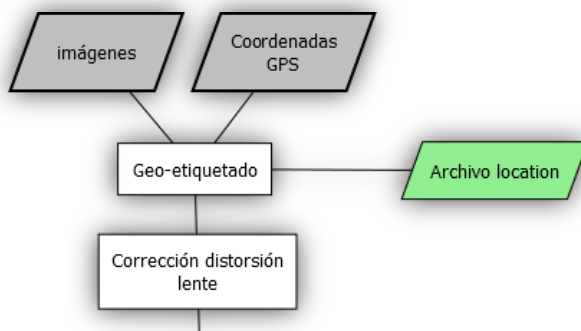 imágenes
Coordenadas
GPS
Geo-etiquetado
Archivo location
Corrección distorsión
lente